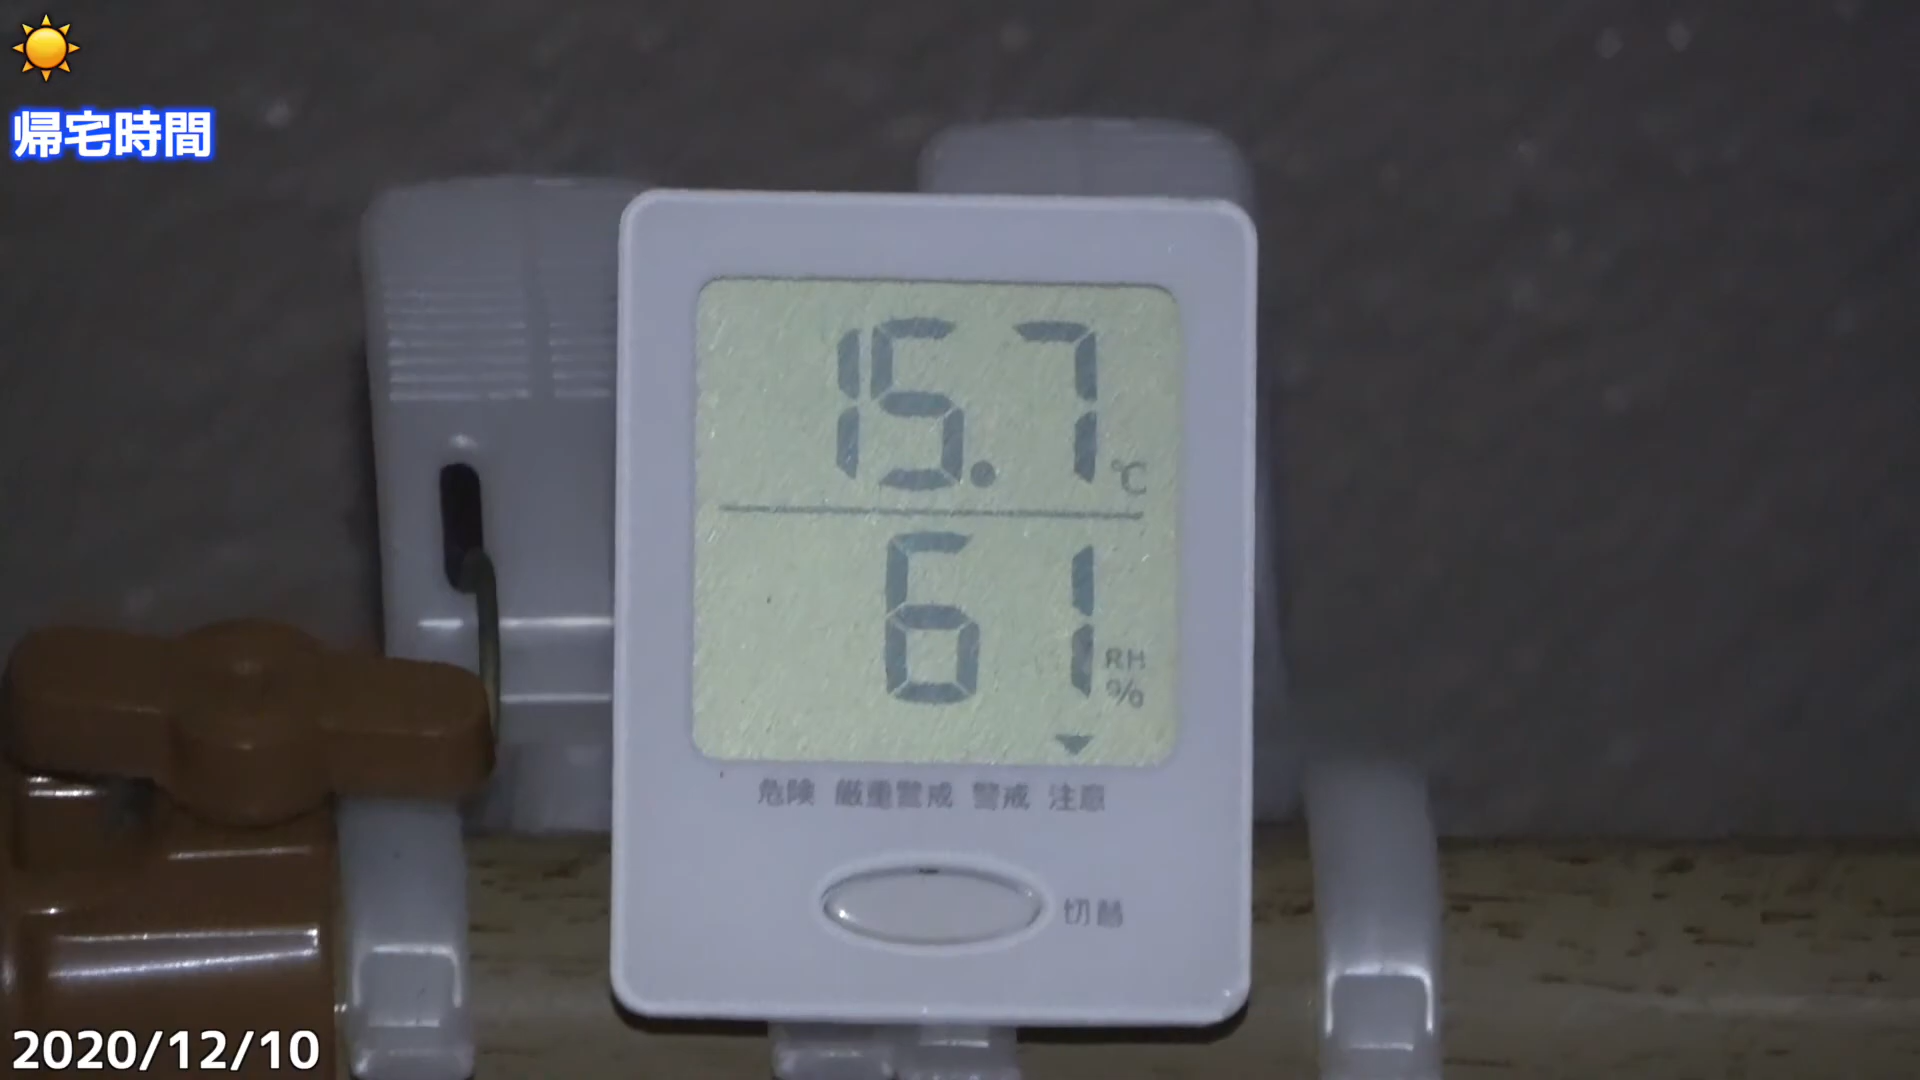 帰宅時間
15.7 ℃
61 RH %
危険 厳重警戒 警戒 注意
切替
2020/12/10